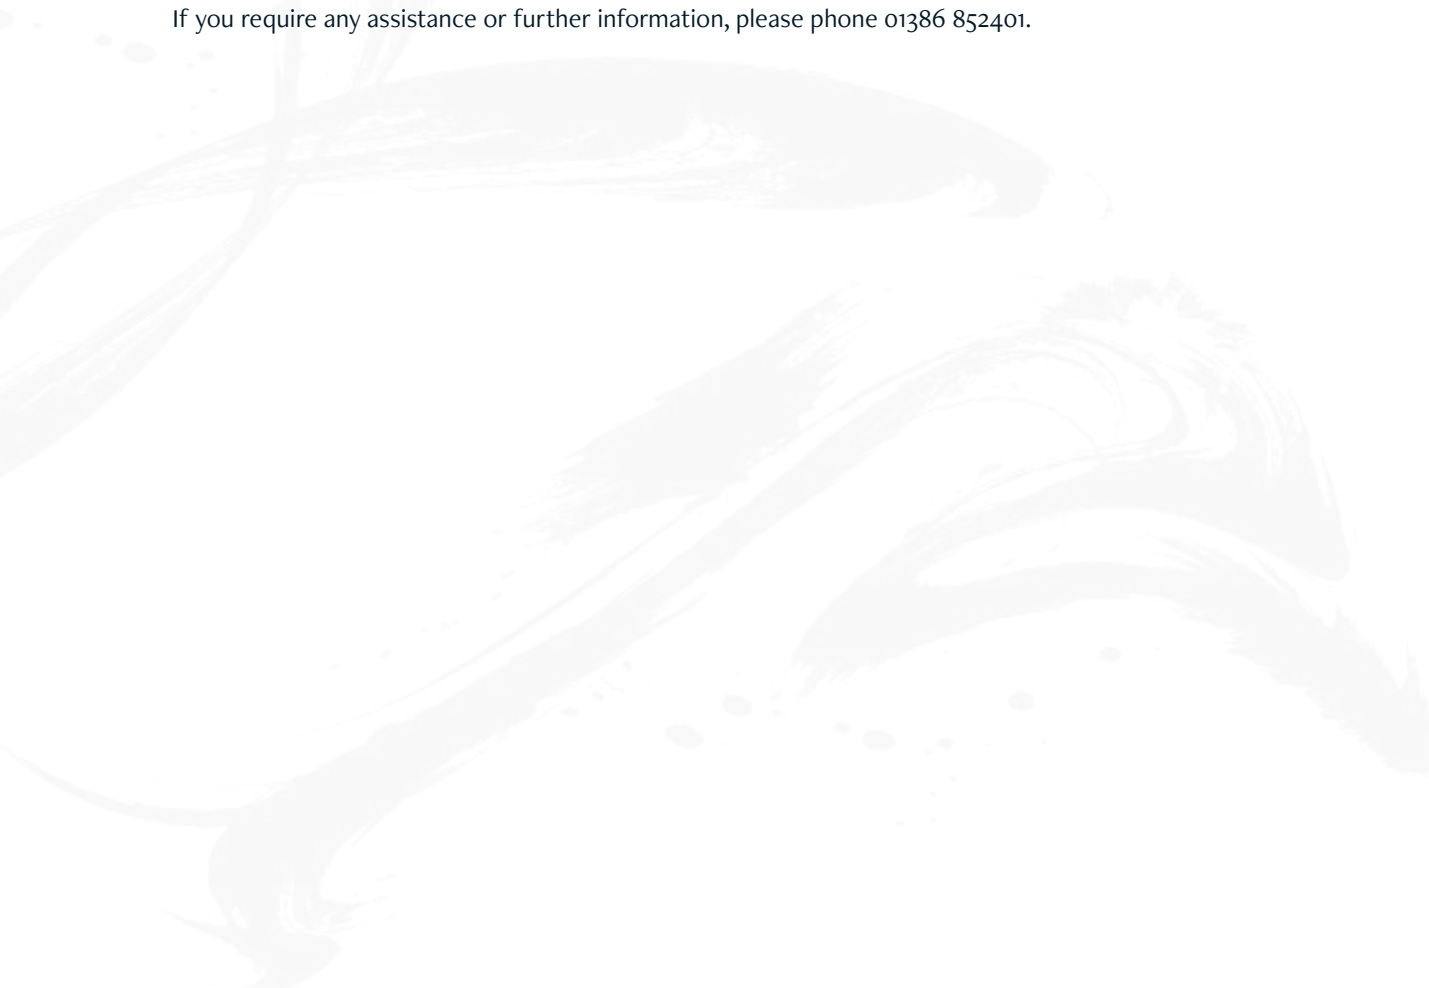 If you require any assistance or further information, please phone 01386 852401.